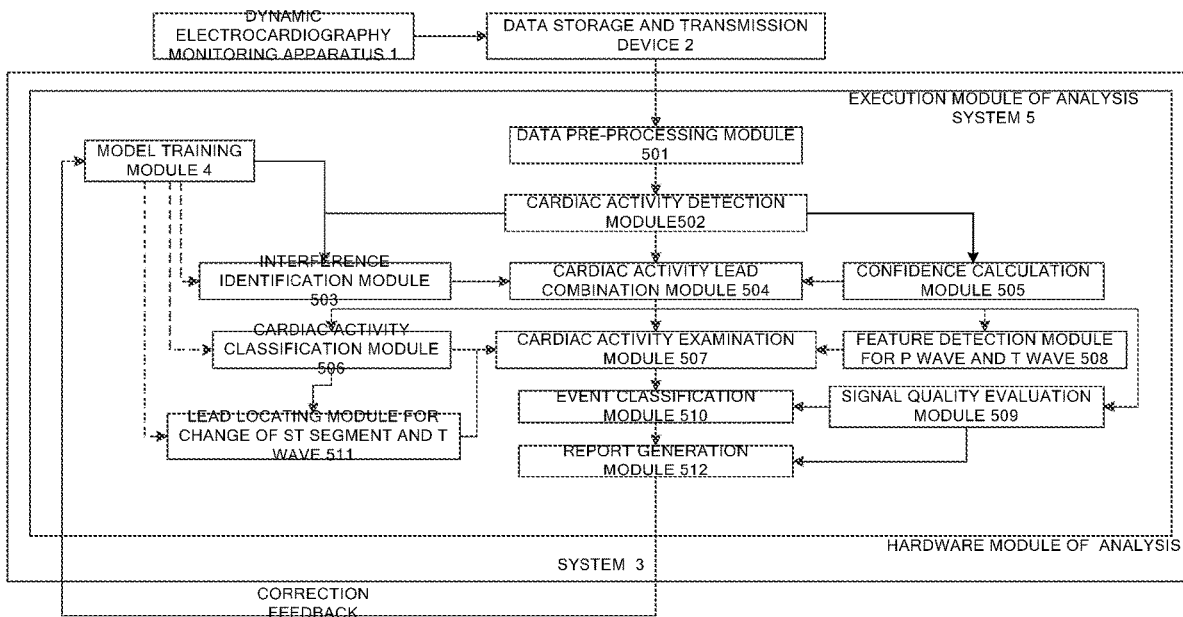 DYNAMIC
ELECTROCARDIOGRAPHY
MONITORING APPARATUS 1
DATA STORAGE AND TRANSMISSION
DEVICE 2
EXECUTION MODULE OF ANALYSIS
SYSTEM 5
DATA PRE-PROCESSING MODULE
501
MODEL TRAINING
MODULE 4
CARDIAC ACTIVITY DETECTION
MODULE502
INTERFERENCE
IDENTIFICATION MODULE
503
CARDIAC ACTIVITY LEAD
COMBINATION MODULE 504
CONFIDENCE CALCULATION
MODULE 505
CARDIAC ACTIVITY
CLASSIFICATION MODULE
506
CARDIAC ACTIVITY EXAMINATION
MODULE 507
FEATURE DETECTION MODULE
FOR P WAVE AND T WAVE 508
EVENT CLASSIFICATION
MODULE 510
SIGNAL QUALITY EVALUATION
MODULE 509
LEAD LOCATING MODULE FOR
CHANGE OF ST SEGMENT AND T
WAVE 511
REPORT GENERATION
MODULE 512
HARDWARE MODULE OF ANALYSIS
SYSTEM 3
CORRECTION
FEEDBACK